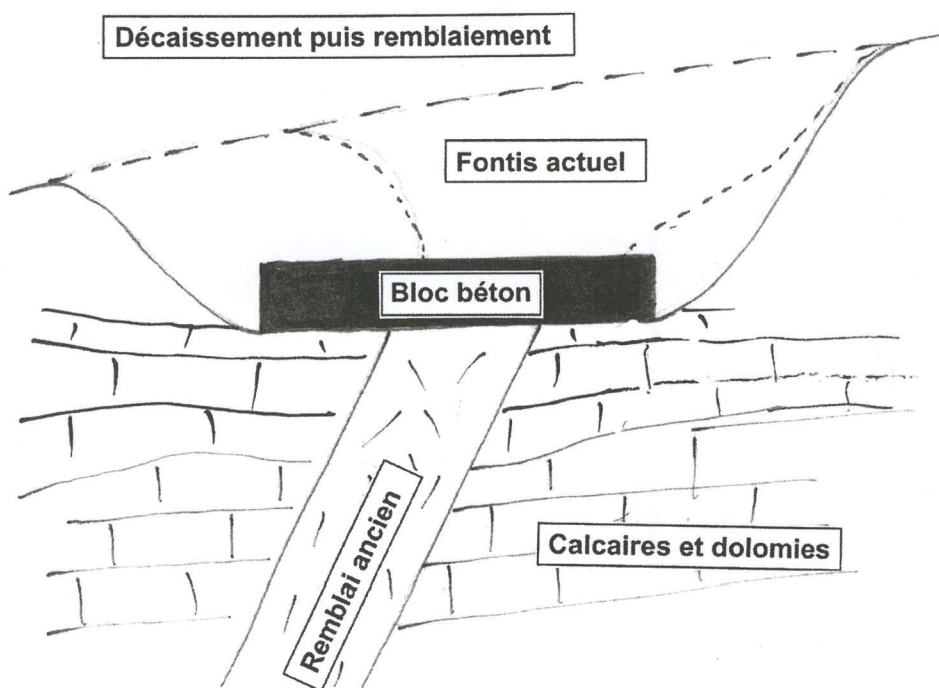 Décaissement puis remblaiement
Fontis actuel
Bloc béton
Remblai ancien
Calcaires et dolomies